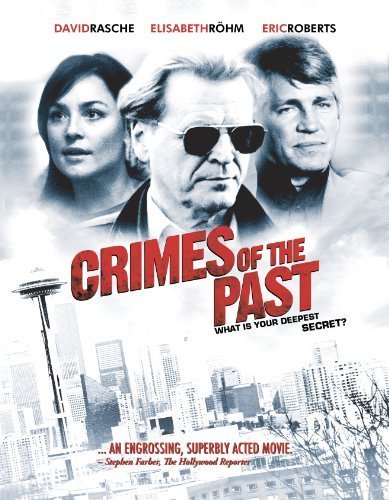 DAVIDRASCHE ELISABETHRÖHM ERICROBERTS
CRIMES OF THE
PAST
WHAT IS YOUR DEEPEST
SECRET?
... AN ENGROSSING, SUPERBLY ACTED MOVIE.
– Stephen Farber, The Hollywood Reporter